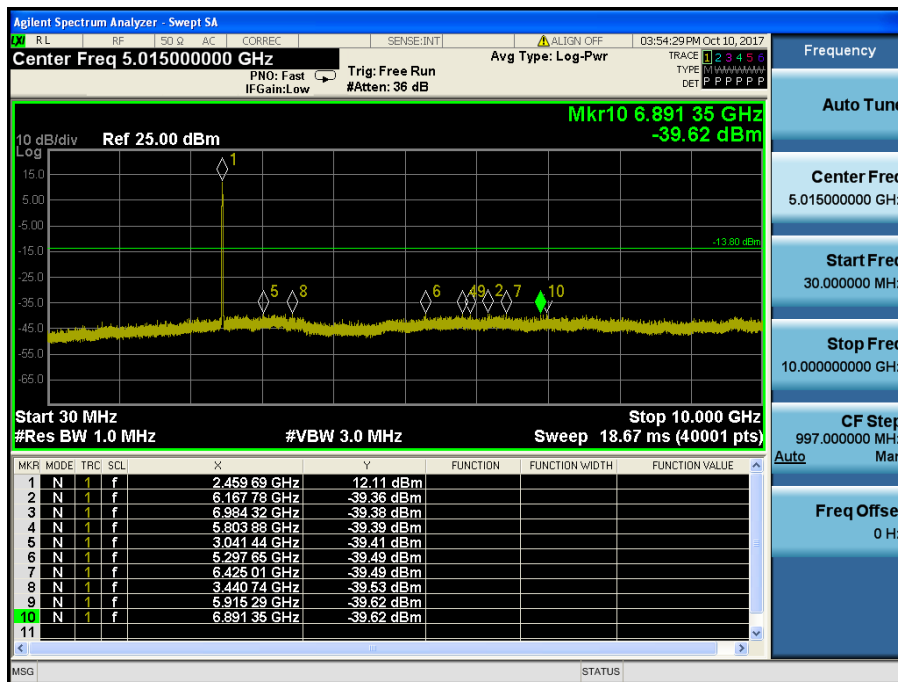 Agilent Spectrum Analyzer - Swept SA
LXI RL RF 50 Ω AC CORREC SENSE:INT ALIGN OFF 03:54:29 PM Oct 10, 2017
Center Freq 5.015000000 GHz
PNO: Fast
IFGain:Low
Trig: Free Run
#Atten: 36 dB
Avg Type: Log-Pwr
TRACE 1 2 3 4 5 6
TYPE M WWWWW
DET P P P P P P
Mkr10 6.891 35 GHz
-39.62 dBm
10 dB/div Ref 25.00 dBm
Log
15.0
5.00
-5.00
-15.0
-25.0
-35.0
-45.0
-55.0
-65.0
-13.80 dBm
1
5 8 6 4 9 2 7 10
Start 30 MHz Stop 10.000 GHz
#Res BW 1.0 MHz #VBW 3.0 MHz Sweep 18.67 ms (40001 pts)
MKR MODE TRC SCL X Y FUNCTION FUNCTION WIDTH FUNCTION VALUE
1 N 1 f 2.459 69 GHz 12.11 dBm
2 N 1 f 6.167 78 GHz -39.36 dBm
3 N 1 f 6.984 32 GHz -39.38 dBm
4 N 1 f 5.803 88 GHz -39.39 dBm
5 N 1 f 3.041 44 GHz -39.41 dBm
6 N 1 f 5.297 65 GHz -39.49 dBm
7 N 1 f 6.425 01 GHz -39.49 dBm
8 N 1 f 3.440 74 GHz -39.53 dBm
9 N 1 f 5.915 29 GHz -39.62 dBm
10 N 1 f 6.891 35 GHz -39.62 dBm
11
MSG STATUS
Frequency
Auto Tune
Center Freq
5.015000000 GHz
Start Freq
30.000000 MHz
Stop Freq
10.000000000 GHz
CF Step
997.000000 MHz
Auto Man
Freq Offset
0 Hz